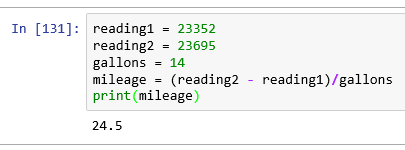 In [131]: reading1 = 23352
reading2 = 23695
gallons = 14
mileage = (reading2 - reading1)/gallons
print(mileage)
24.5